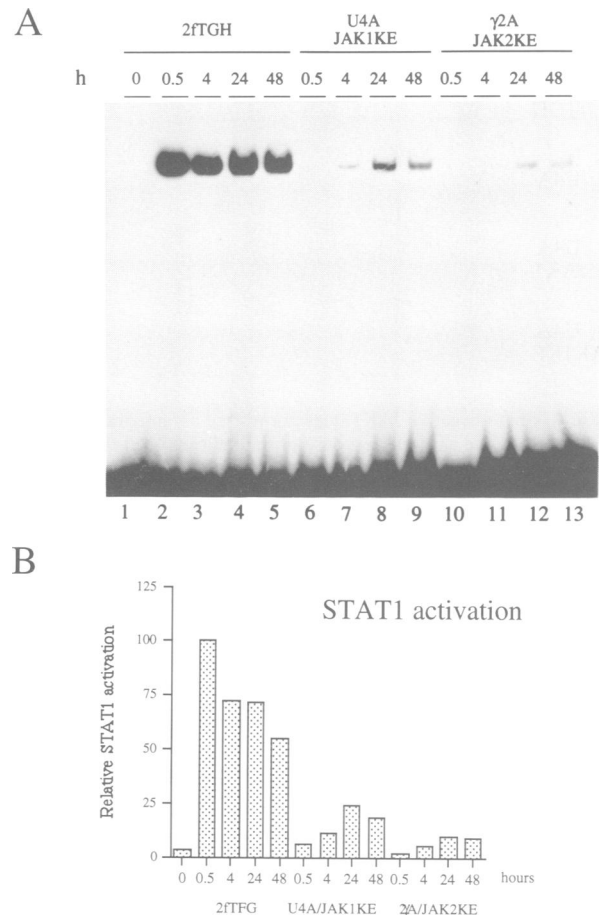 A
2fTGH
U4A
JAK1KE
γ2A
JAK2KE
h 0 0.5 4 24 48 0.5 4 24 48 0.5 4 24 48
1 2 3 4 5 6 7 8 9 10 11 12 13
B
STAT1 activation
Relative STAT1 activation
125
100
75
50
25
0
0 0.5 4 24 48 0.5 4 24 48 0.5 4 24 48 hours
2fTFG U4A/JAK1KE 2A/JAK2KE